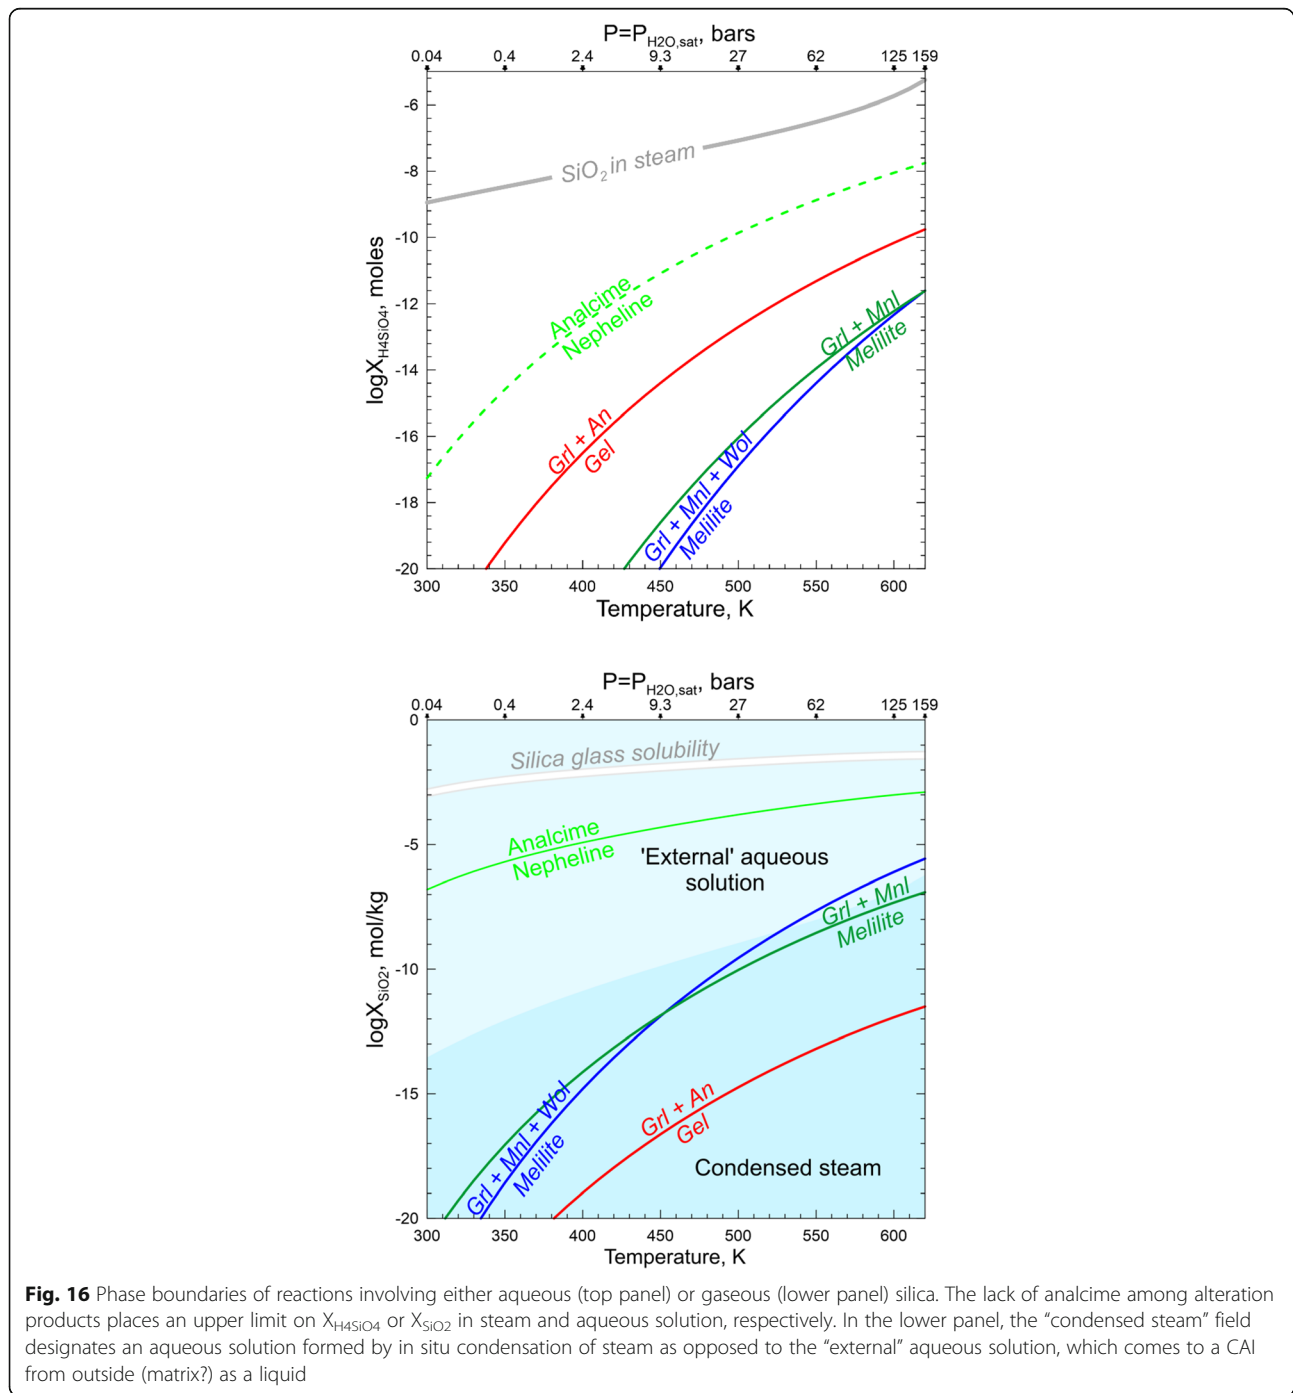 P=P_H2O,sat, bars
0.04 0.4 2.4 9.3 27 62 125 159
-6
SiO2 in steam
-8
-10
logX_H4SiO4, moles
Analcime
Nepheline
-12
Grl + Mnl
Melilite
-14
Grl + An
Gel
-16
Grl + Mnl + Wol
Melilite
-18
-20
300 350 400 450 500 550 600
Temperature, K
P=P_H2O,sat, bars
0.04 0.4 2.4 9.3 27 62 125 159
0
Silica glass solubility
Analcime
Nepheline
-5
'External' aqueous
solution
Grl + Mnl
Melilite
-10
logX_SiO2, mol/kg
-15
Grl + Mnl + Wol
Melilite
Grl + An
Gel
Condensed steam
-20
300 350 400 450 500 550 600
Temperature, K
Fig. 16 Phase boundaries of reactions involving either aqueous (top panel) or gaseous (lower panel) silica. The lack of analcime among alteration
products places an upper limit on X_H4SiO4 or X_SiO2 in steam and aqueous solution, respectively. In the lower panel, the “condensed steam” field
designates an aqueous solution formed by in situ condensation of steam as opposed to the “external” aqueous solution, which comes to a CAI
from outside (matrix?) as a liquid